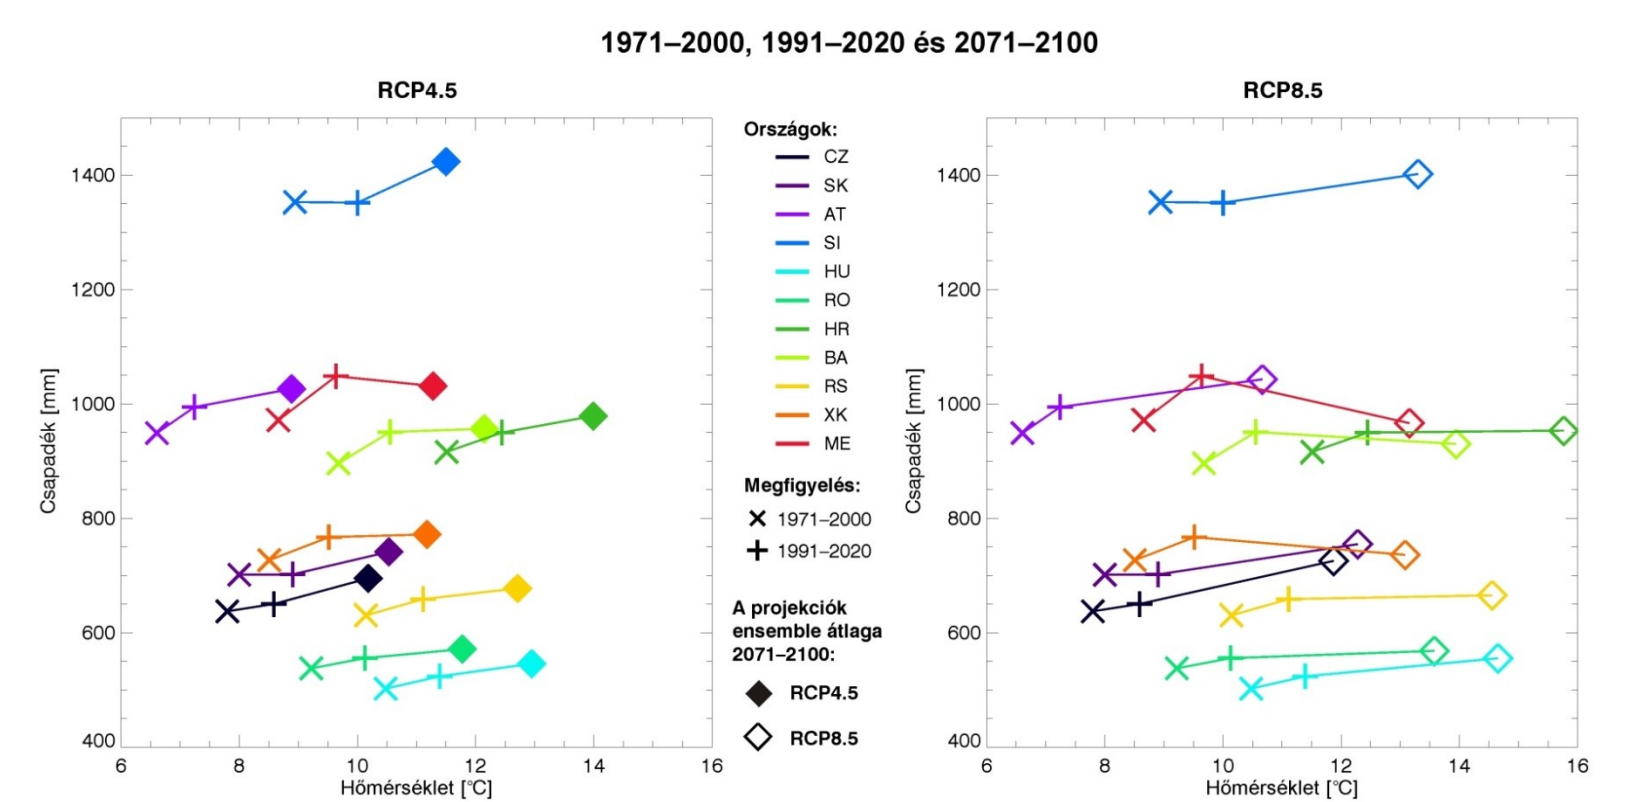 1971–2000, 1991–2020 és 2071–2100
RCP4.5
1400
1200
1000
800
600
400
Csapadék [mm]
6 8 10 12 14 16
Hőmérséklet [°C]
Országok:
CZ
SK
AT
SI
HU
RO
HR
BA
RS
XK
ME
Megfigyelés:
1971–2000
1991–2020
A projekciók
ensemble átlaga
2071–2100:
RCP4.5
RCP8.5
RCP8.5
1400
1200
1000
800
600
400
Csapadék [mm]
6 8 10 12 14 16
Hőmérséklet [°C]